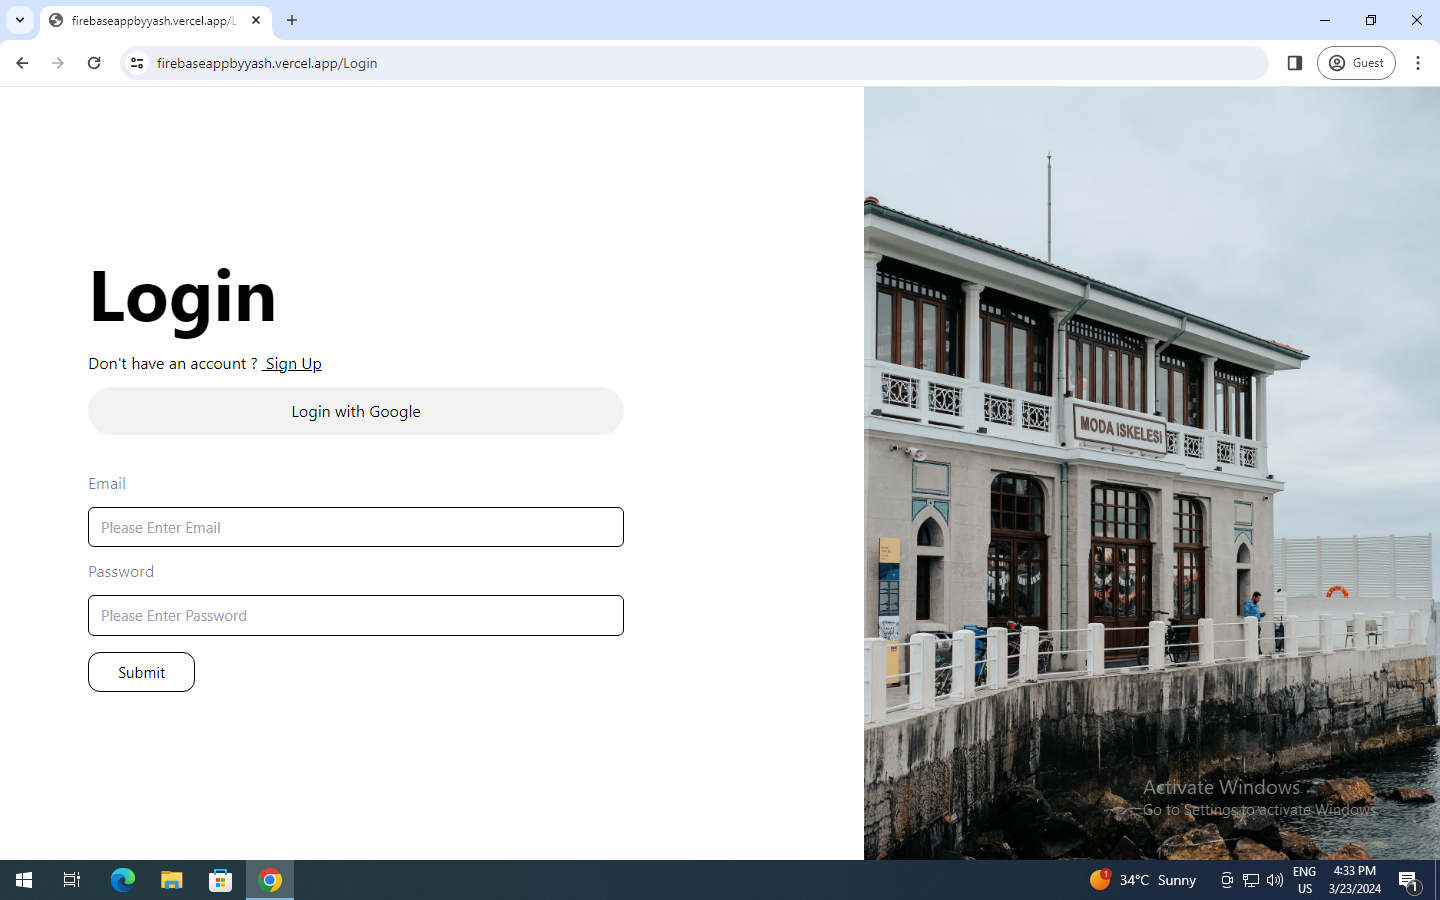 firebaseappbyyash.vercel.app/L
firebaseappbyyash.vercel.app/Login
Guest
Login
Don't have an account ? Sign Up
Login with Google
Email
Please Enter Email
Password
Please Enter Password
Submit
MODA ISKELESİ
Activate Windows
Go to Settings to activate Windows.
1
34°C Sunny
ENG
US
4:33 PM
3/23/2024
1